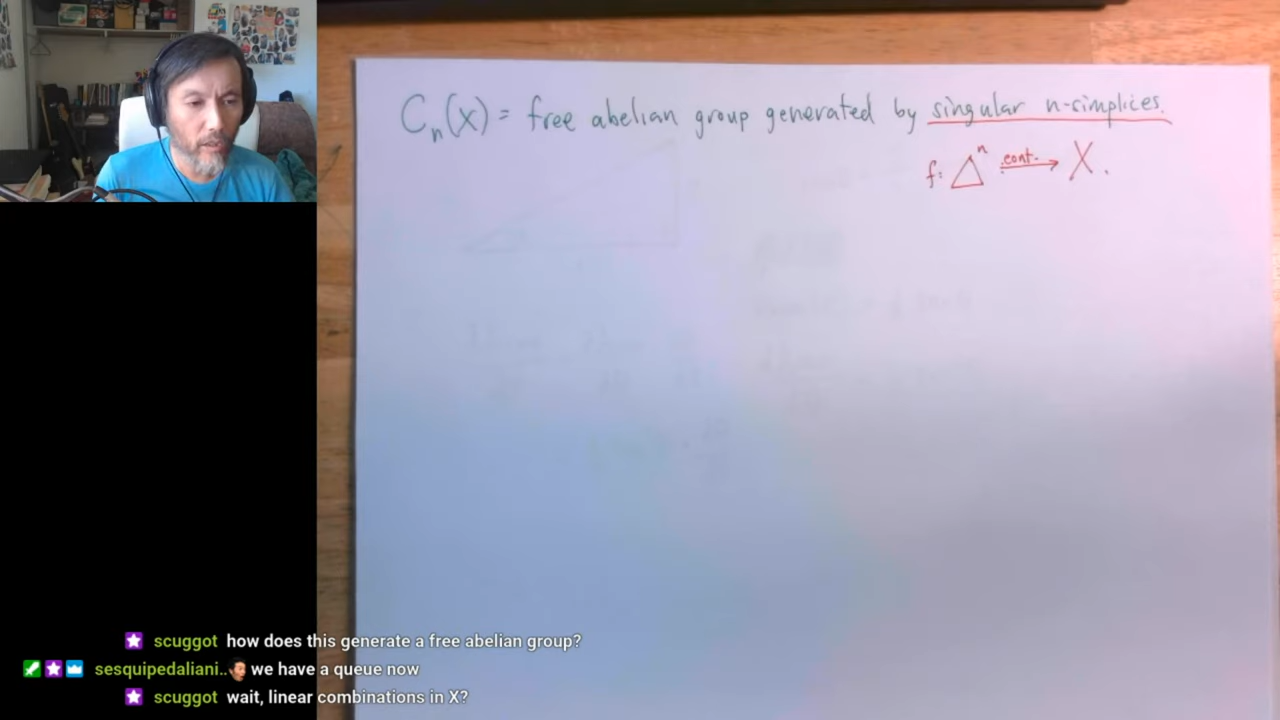 C_n(X) = free abelian group generated by singular n-simplices.
f: Δ^n cont. → X.
scuggot how does this generate a free abelian group?
sesquipedaliani.. we have a queue now
scuggot wait, linear combinations in X?